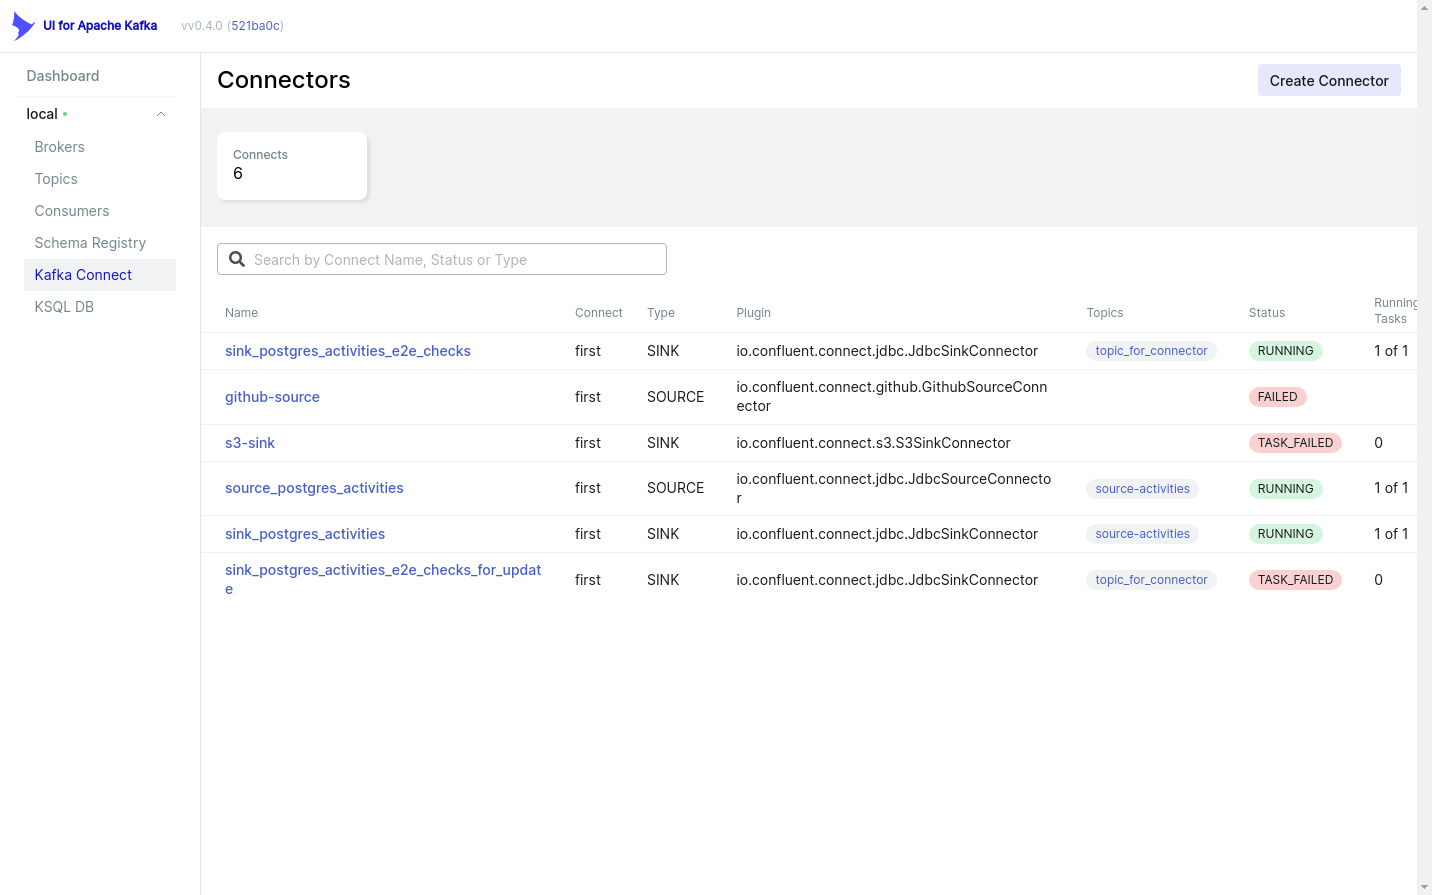 UI for Apache Kafka vv0.4.0 (521ba0c)
Dashboard
local
Brokers
Topics
Consumers
Schema Registry
Kafka Connect
KSQL DB
Connectors
Create Connector
Connects
6
Search by Connect Name, Status or Type
Name Connect Type Plugin Topics Status Running Tasks
sink_postgres_activities_e2e_checks first SINK io.confluent.connect.jdbc.JdbcSinkConnector topic_for_connector RUNNING 1 of 1
github-source first SOURCE io.confluent.connect.github.GithubSourceConn
ector FAILED
s3-sink first SINK io.confluent.connect.s3.S3SinkConnector TASK_FAILED 0
source_postgres_activities first SOURCE io.confluent.connect.jdbc.JdbcSourceConnecto
r source-activities RUNNING 1 of 1
sink_postgres_activities first SINK io.confluent.connect.jdbc.JdbcSinkConnector source-activities RUNNING 1 of 1
sink_postgres_activities_e2e_checks_for_updat
e first SINK io.confluent.connect.jdbc.JdbcSinkConnector topic_for_connector TASK_FAILED 0